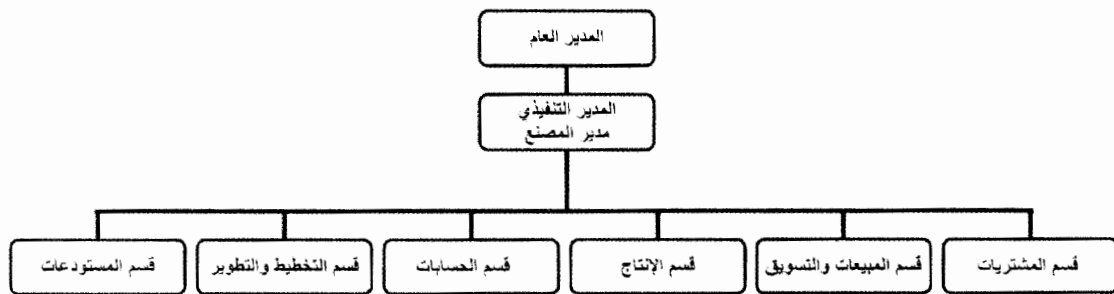 المدير العام
المدير التنفيذي
مدير المصنع
قسم المشتريات
قسم المبيعات والتسويق
قسم الإنتاج
قسم الحسابات
قسم التخطيط والتطوير
قسم المستودعات